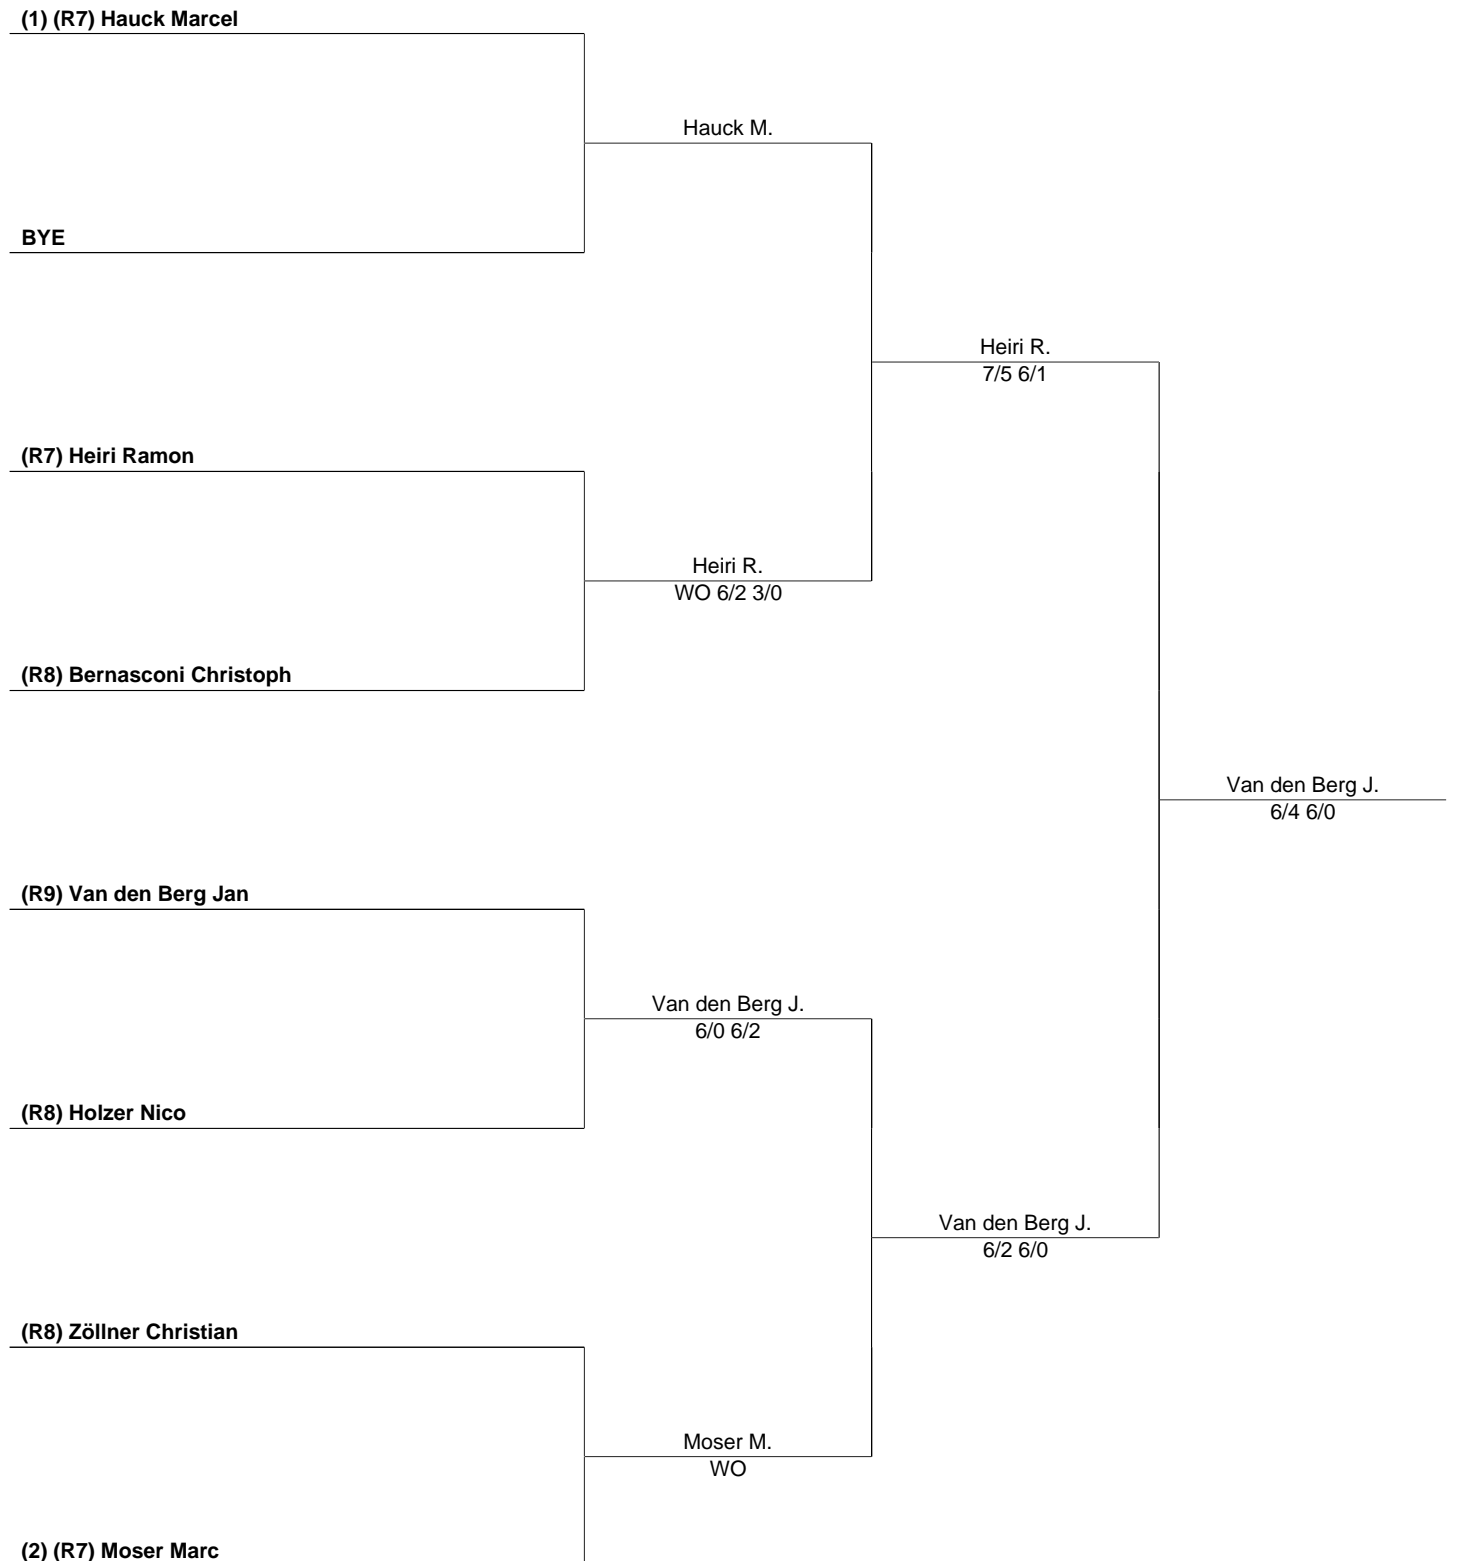 (1) (R7) Hauck Marcel
Hauck M.
BYE
Heiri R.
7/5 6/1
(R7) Heiri Ramon
Heiri R.
WO 6/2 3/0
(R8) Bernasconi Christoph
Van den Berg J.
6/4 6/0
(R9) Van den Berg Jan
Van den Berg J.
6/0 6/2
(R8) Holzer Nico
Van den Berg J.
6/2 6/0
(R8) Zöllner Christian
Moser M.
WO
(2) (R7) Moser Marc